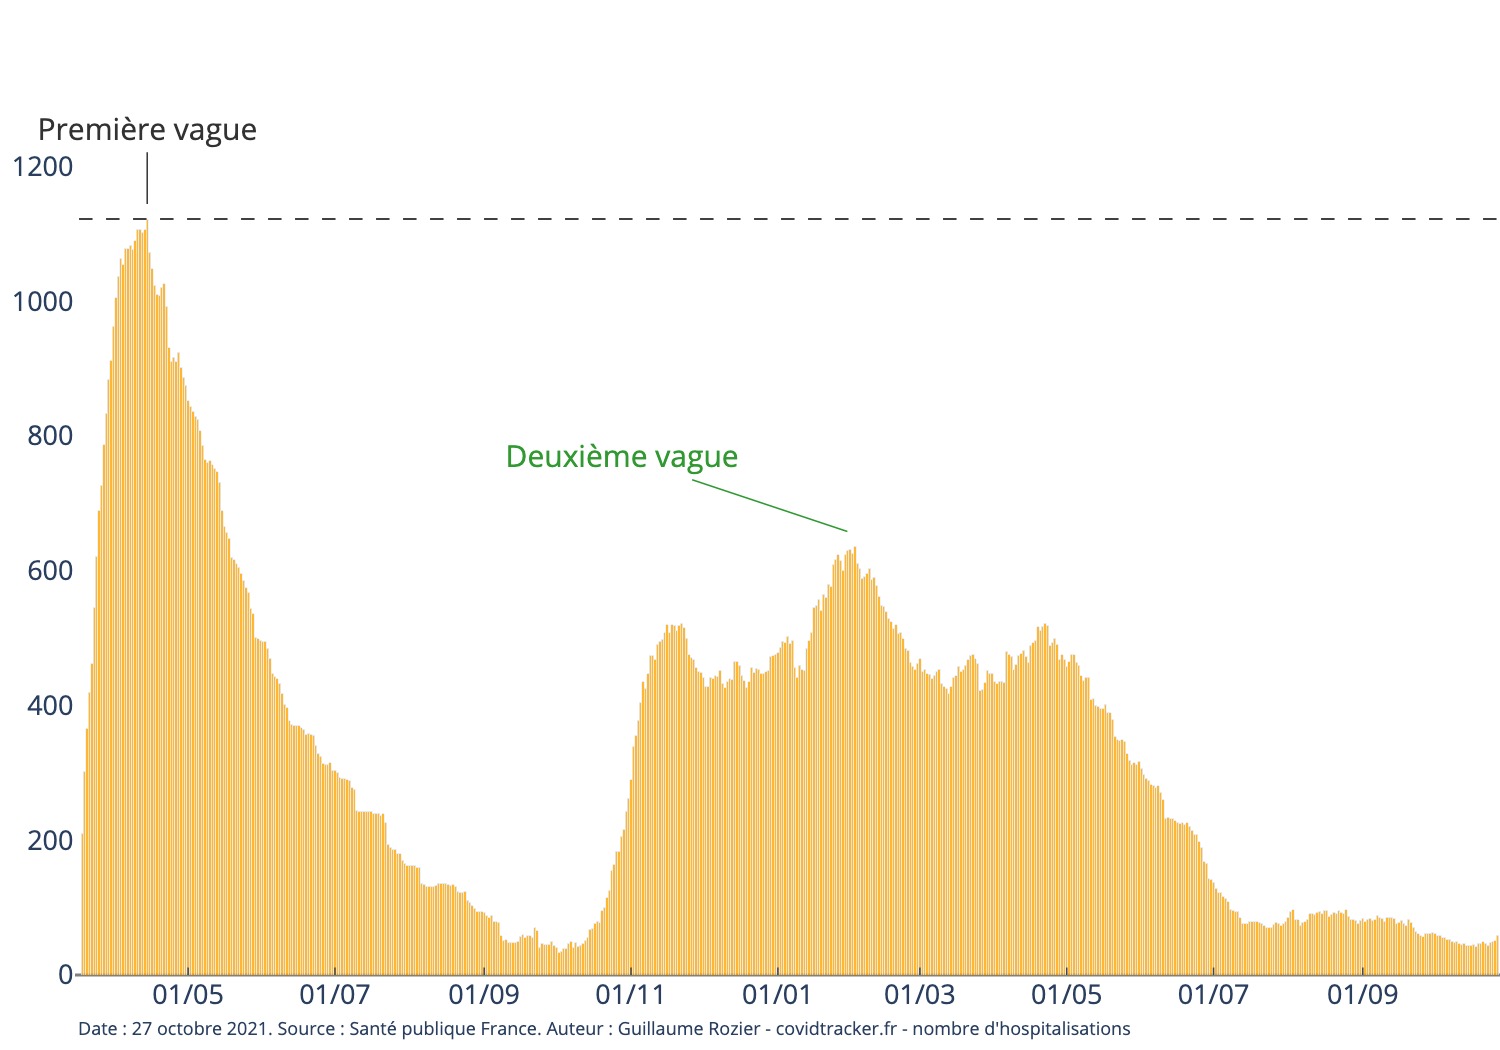 Première vague
1200
1000
800
Deuxième vague
600
400
200
0
01/05 01/07 01/09 01/11 01/01 01/03 01/05 01/07 01/09
Date : 27 octobre 2021. Source : Santé publique France. Auteur : Guillaume Rozier - covidtracker.fr - nombre d'hospitalisations